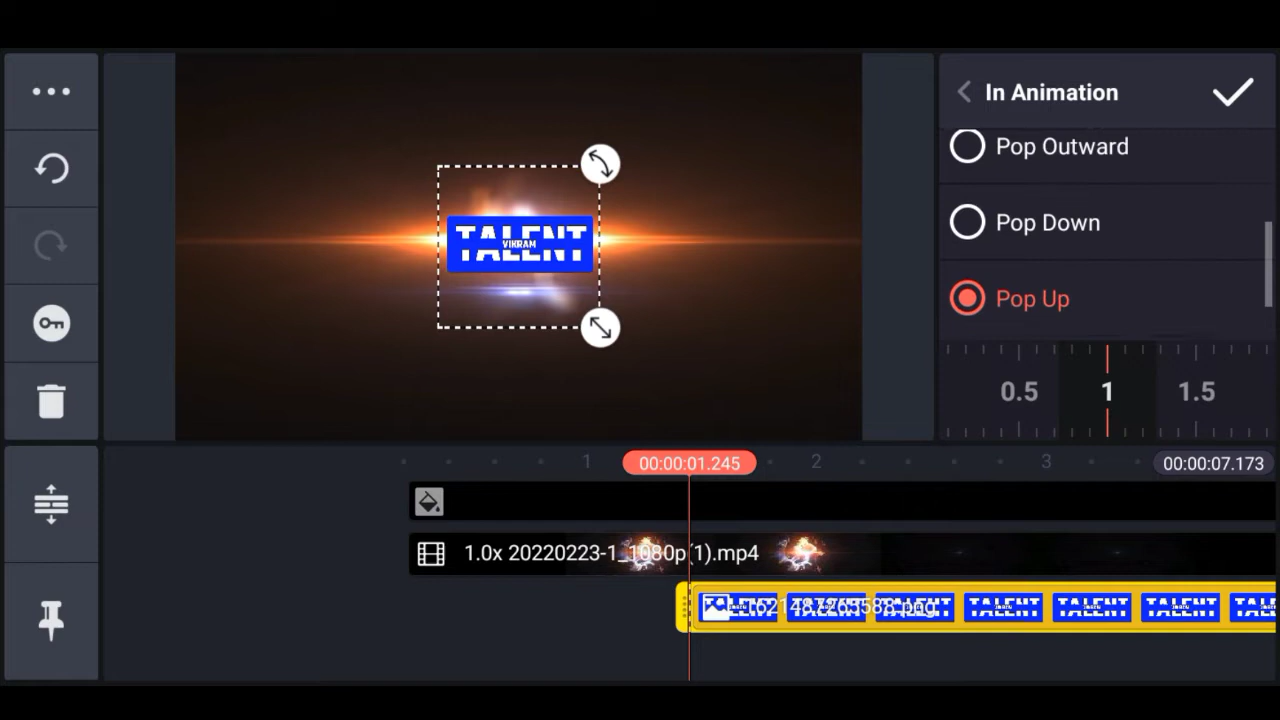 In Animation
Pop Outward
Pop Down
Pop Up
0.5 1 1.5
TALENT
VIKRAM
1 00:00:01.245 2 3 00:00:07.173
1.0x 20220223-1_1080p(1).mp4
TALENT TALENT TALENT TALENT